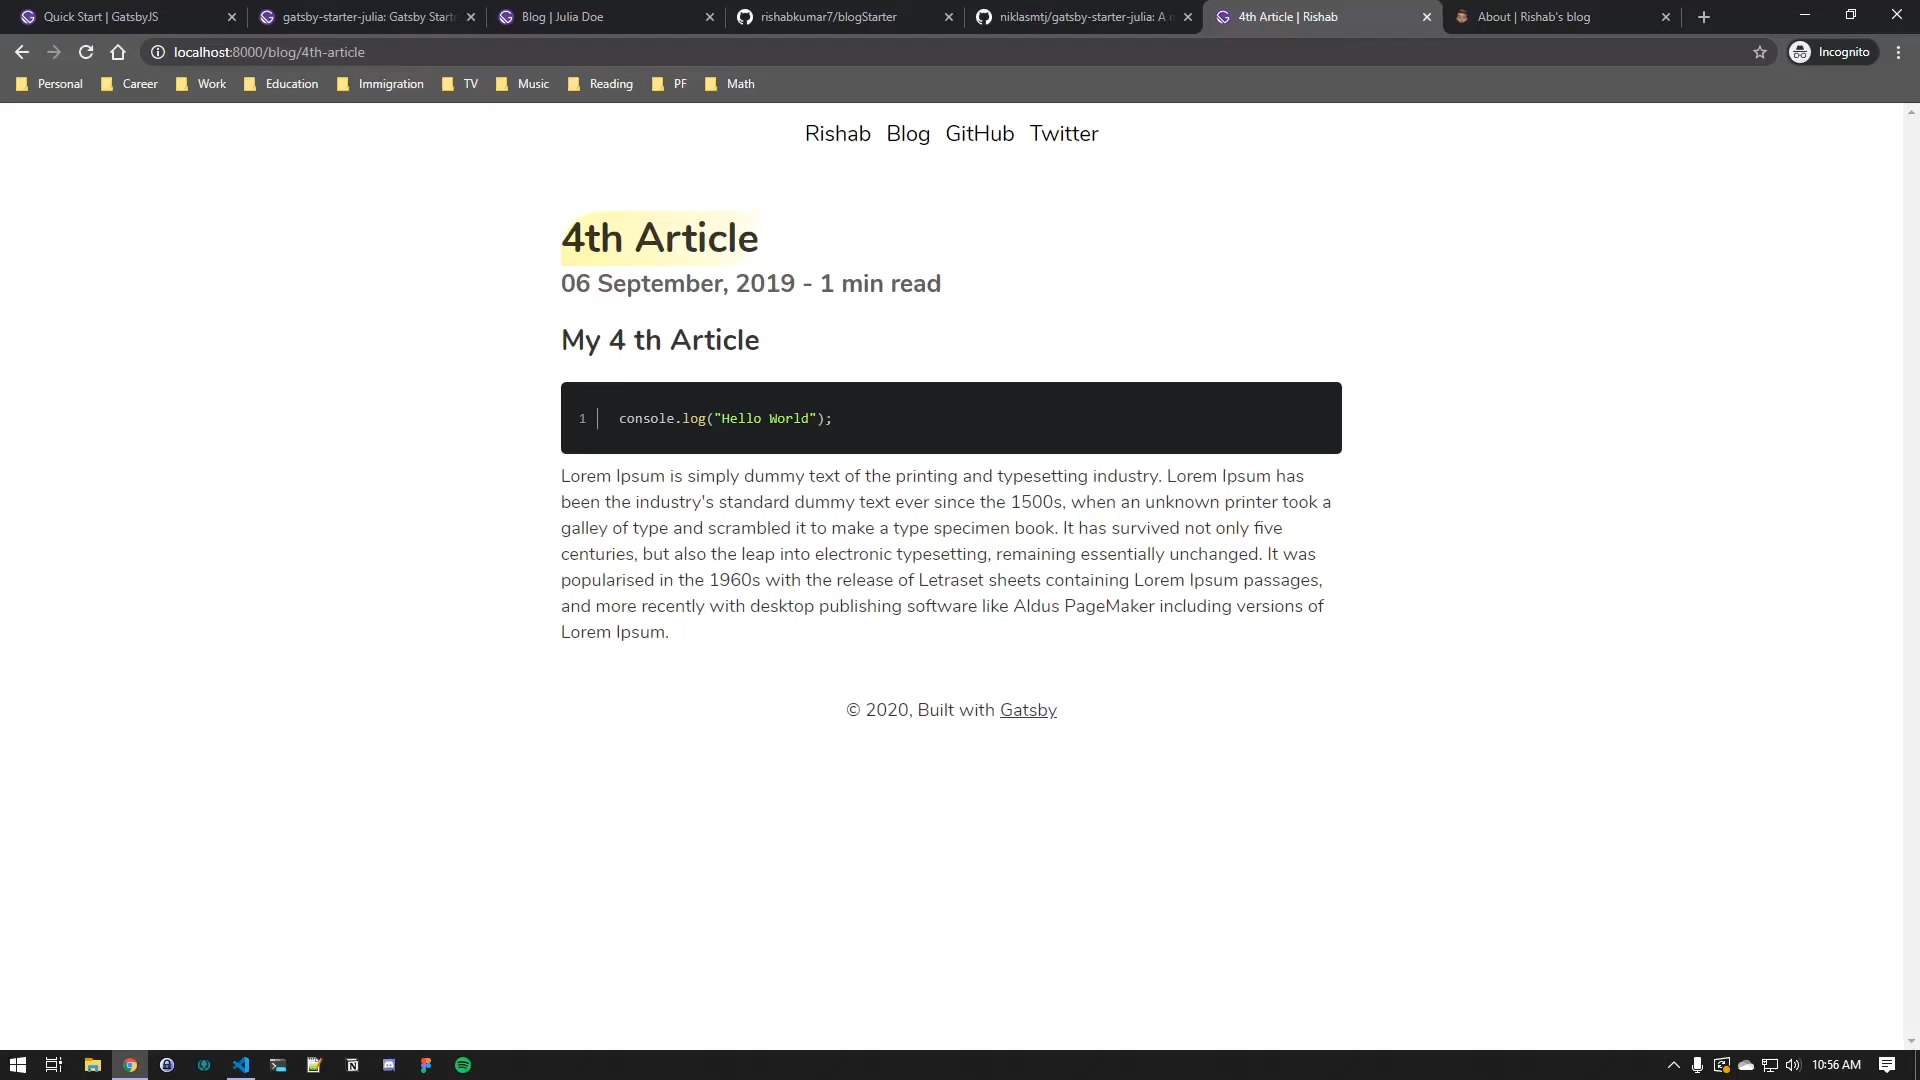 Quick Start | GatsbyJS
gatsby-starter-julia: Gatsby Start
Blog | Julia Doe
rishabkumar7/blogStarter
niklasmtj/gatsby-starter-julia: A
4th Article | Rishab
About | Rishab's blog
localhost:8000/blog/4th-article
Incognito
Personal
Career
Work
Education
Immigration
TV
Music
Reading
PF
Math
Rishab Blog GitHub Twitter
4th Article
06 September, 2019 - 1 min read
My 4 th Article
1 console.log("Hello World");
Lorem Ipsum is simply dummy text of the printing and typesetting industry. Lorem Ipsum has
been the industry's standard dummy text ever since the 1500s, when an unknown printer took a
galley of type and scrambled it to make a type specimen book. It has survived not only five
centuries, but also the leap into electronic typesetting, remaining essentially unchanged. It was
popularised in the 1960s with the release of Letraset sheets containing Lorem Ipsum passages,
and more recently with desktop publishing software like Aldus PageMaker including versions of
Lorem Ipsum.
© 2020, Built with Gatsby
10:56 AM